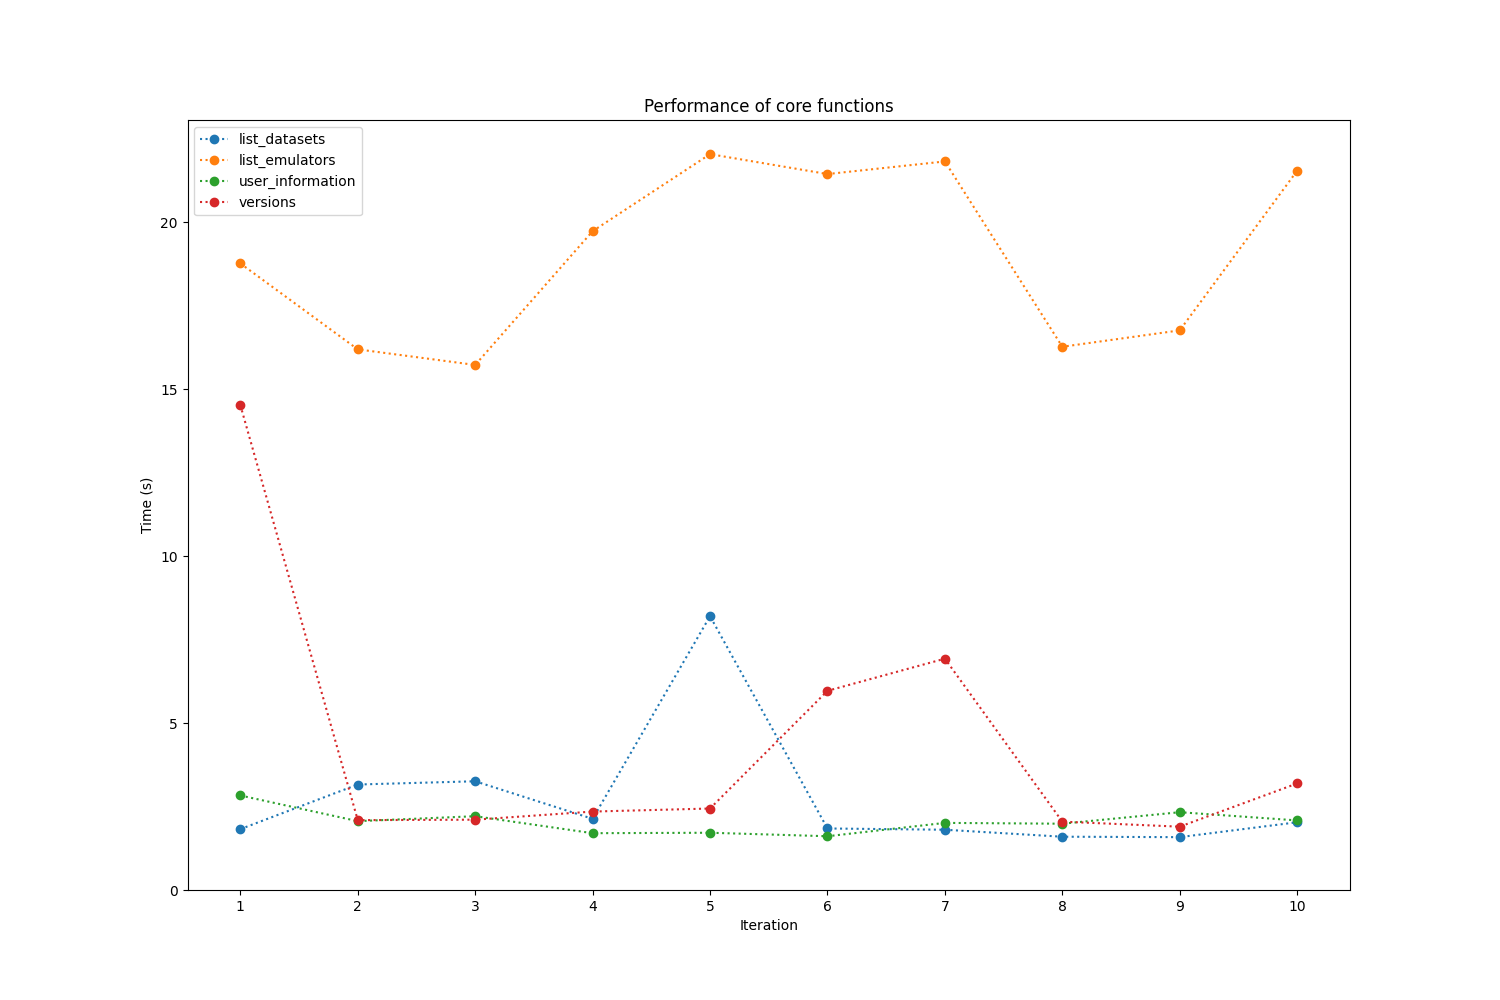 Performance of core functions
list_datasets
list_emulators
user_information
versions
20
15
10
5
0
Time (s)
1 2 3 4 5 6 7 8 9 10
Iteration